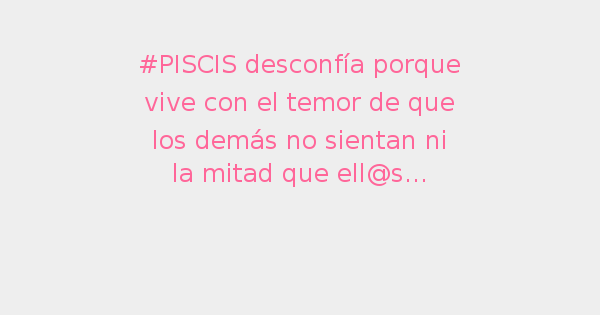 #PISCIS desconfía porque
vive con el temor de que
los demás no sientan ni
la mitad que ell@s...